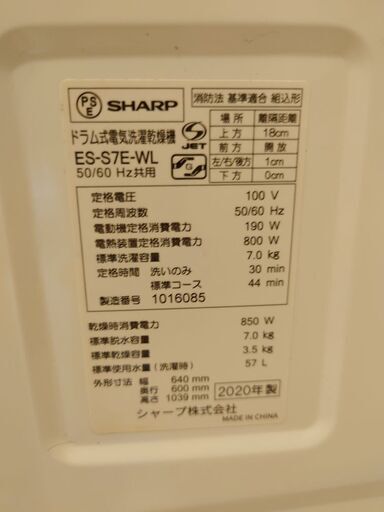 PSE SHARP
ドラム式電気洗濯乾燥機
ES-S7E-WL
50/60 Hz共用
S JET
G
消防法 基準適合 組込形
場所 離隔距離
上方 18cm
前方 開放
左/右/後方 1cm
下方 0cm
定格電圧 100 V
定格周波数 50/60 Hz
電動機定格消費電力 190 W
電熱装置定格消費電力 800 W
標準洗濯容量 7.0 kg
定格時間 洗いのみ 30 min
標準コース 44 min
製造番号 1016085
乾燥時消費電力 850 W
標準脱水容量 7.0 kg
標準乾燥容量 3.5 kg
標準使用水量(洗濯時) 57 L
外形寸法 幅 640 mm
奥行 600 mm
高さ 1039 mm
2020年製
シャープ株式会社
MADE IN CHINA